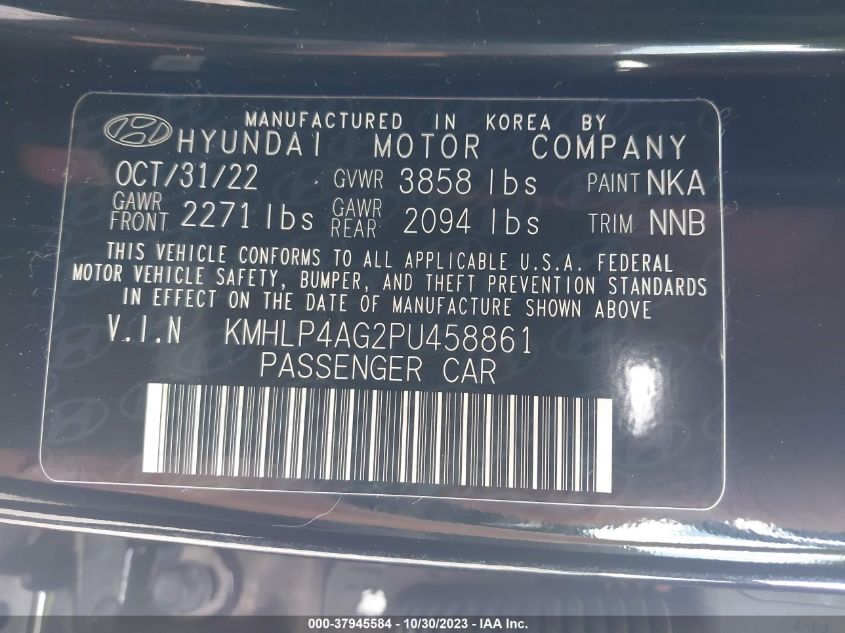 MANUFACTURED IN KOREA BY
HYUNDAI MOTOR COMPANY
OCT/31/22 GVWR 3858 lbs PAINT NKA
GAWR FRONT 2271 lbs GAWR REAR 2094 lbs TRIM NNB
THIS VEHICLE CONFORMS TO ALL APPLICABLE U.S.A. FEDERAL
MOTOR VEHICLE SAFETY, BUMPER, AND THEFT PREVENTION STANDARDS
IN EFFECT ON THE DATE OF MANUFACTURE SHOWN ABOVE
V.I.N KMHLP4AG2PU458861
PASSENGER CAR
000-37945584 - 10/30/2023 - IAA Inc.